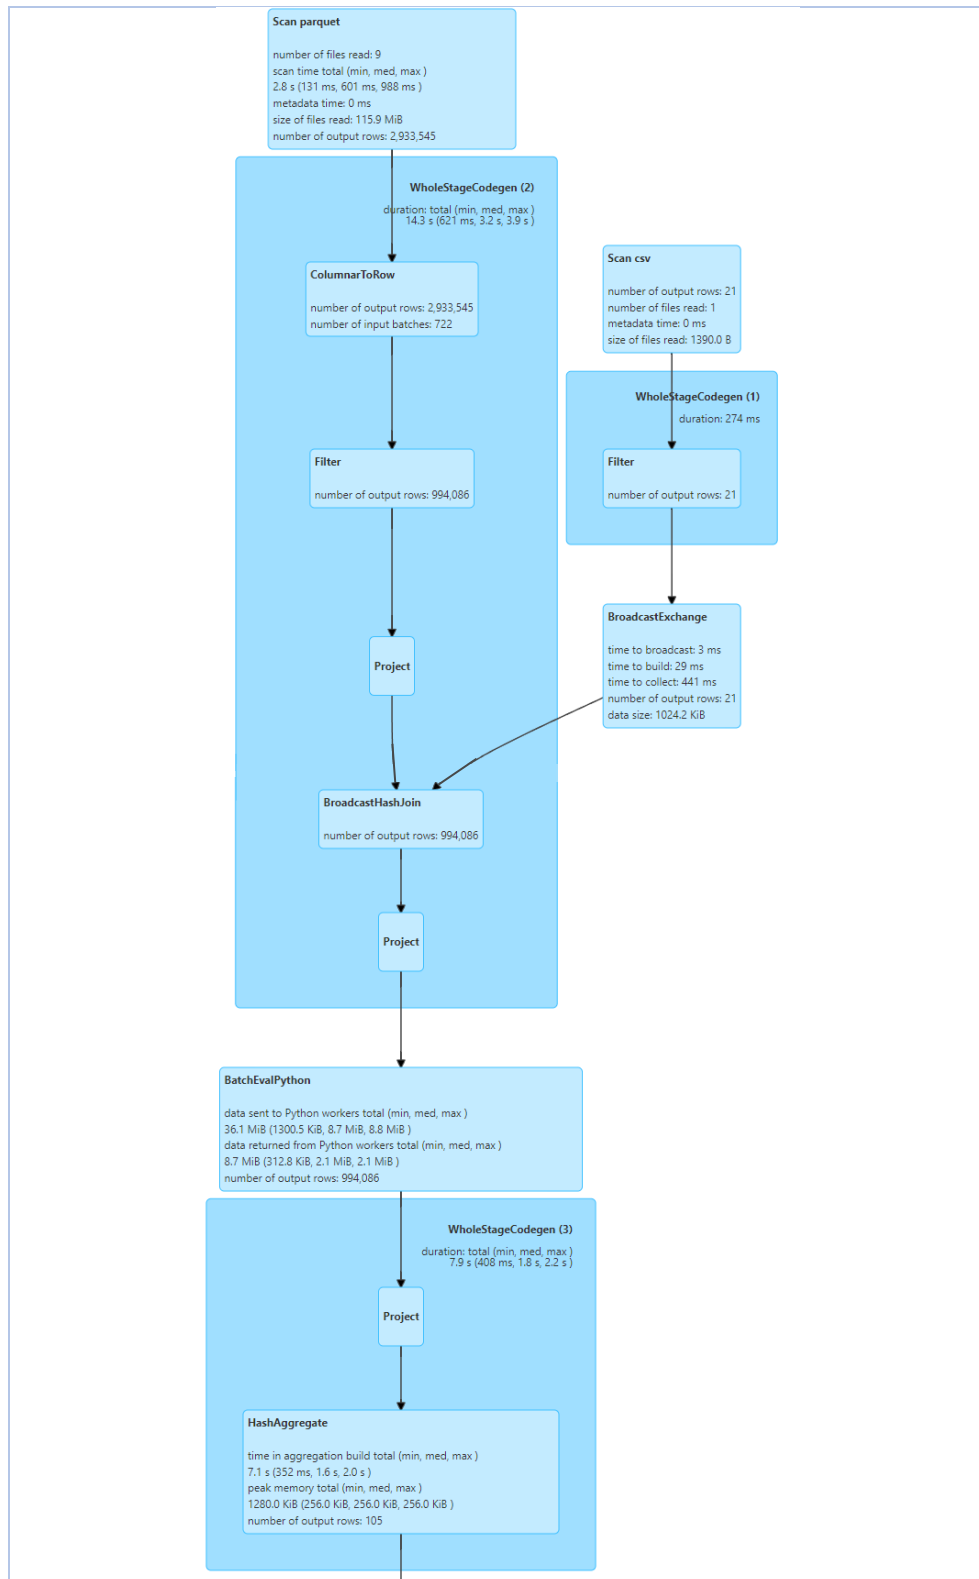 Scan parquet
number of files read: 9
scan time total (min, med, max )
2.8 s (131 ms, 601 ms, 988 ms )
metadata time: 0 ms
size of files read: 115.9 MiB
number of output rows: 2,933,545
WholeStageCodegen (2)
duration: total (min, med, max )
14.3 s (621 ms, 3.2 s, 3.9 s )
ColumnarToRow
number of output rows: 2,933,545
number of input batches: 722
Filter
number of output rows: 994,086
Project
Scan csv
number of output rows: 21
number of files read: 1
metadata time: 0 ms
size of files read: 1390.0 B
WholeStageCodegen (1)
duration: 274 ms
Filter
number of output rows: 21
BroadcastExchange
time to broadcast: 3 ms
time to build: 29 ms
time to collect: 441 ms
number of output rows: 21
data size: 1024.2 KiB
BroadcastHashJoin
number of output rows: 994,086
Project
BatchEvalPython
data sent to Python workers total (min, med, max )
36.1 MiB (1300.5 KiB, 8.7 MiB, 8.8 MiB )
data returned from Python workers total (min, med, max )
8.7 MiB (312.8 KiB, 2.1 MiB, 2.1 MiB )
number of output rows: 994,086
WholeStageCodegen (3)
duration: total (min, med, max )
7.9 s (408 ms, 1.8 s, 2.2 s )
Project
HashAggregate
time in aggregation build total (min, med, max )
7.1 s (352 ms, 1.6 s, 2.0 s )
peak memory total (min, med, max )
1280.0 KiB (256.0 KiB, 256.0 KiB, 256.0 KiB )
number of output rows: 105